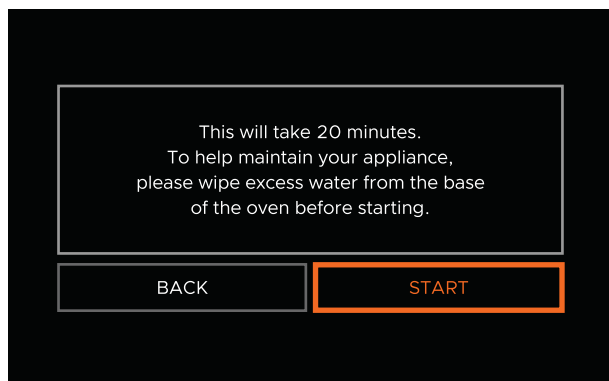 This will take 20 minutes.
To help maintain your appliance,
please wipe excess water from the base
of the oven before starting.
BACK
START